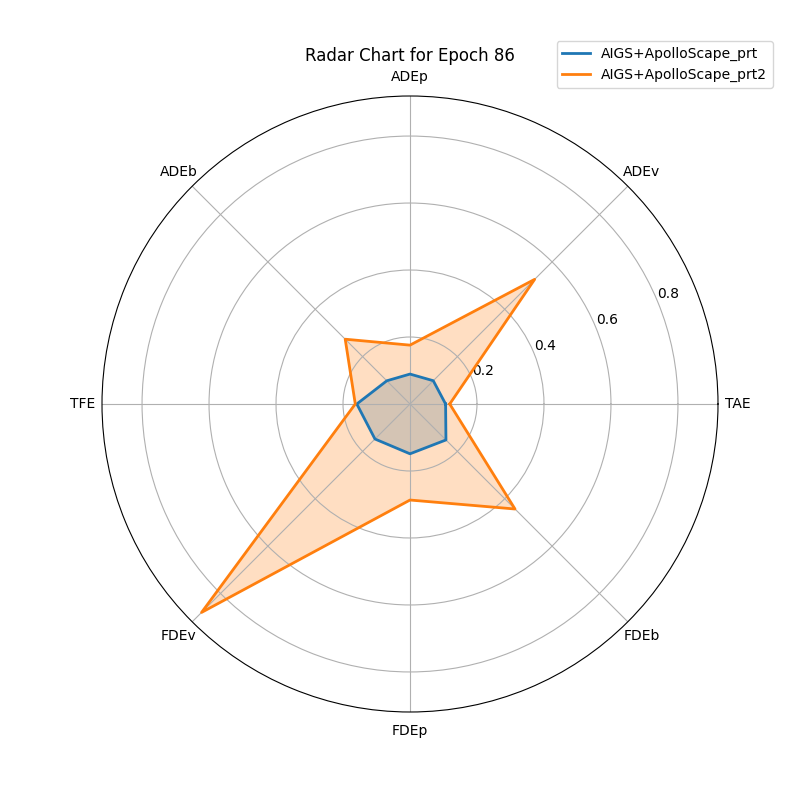 AIGS+ApolloScape_prt
AIGS+ApolloScape_prt2
Radar Chart for Epoch 86
ADEp
ADEb
ADEv
0.8
0.6
0.4
0.2
TFE
TAE
FDEv
FDEb
FDEp